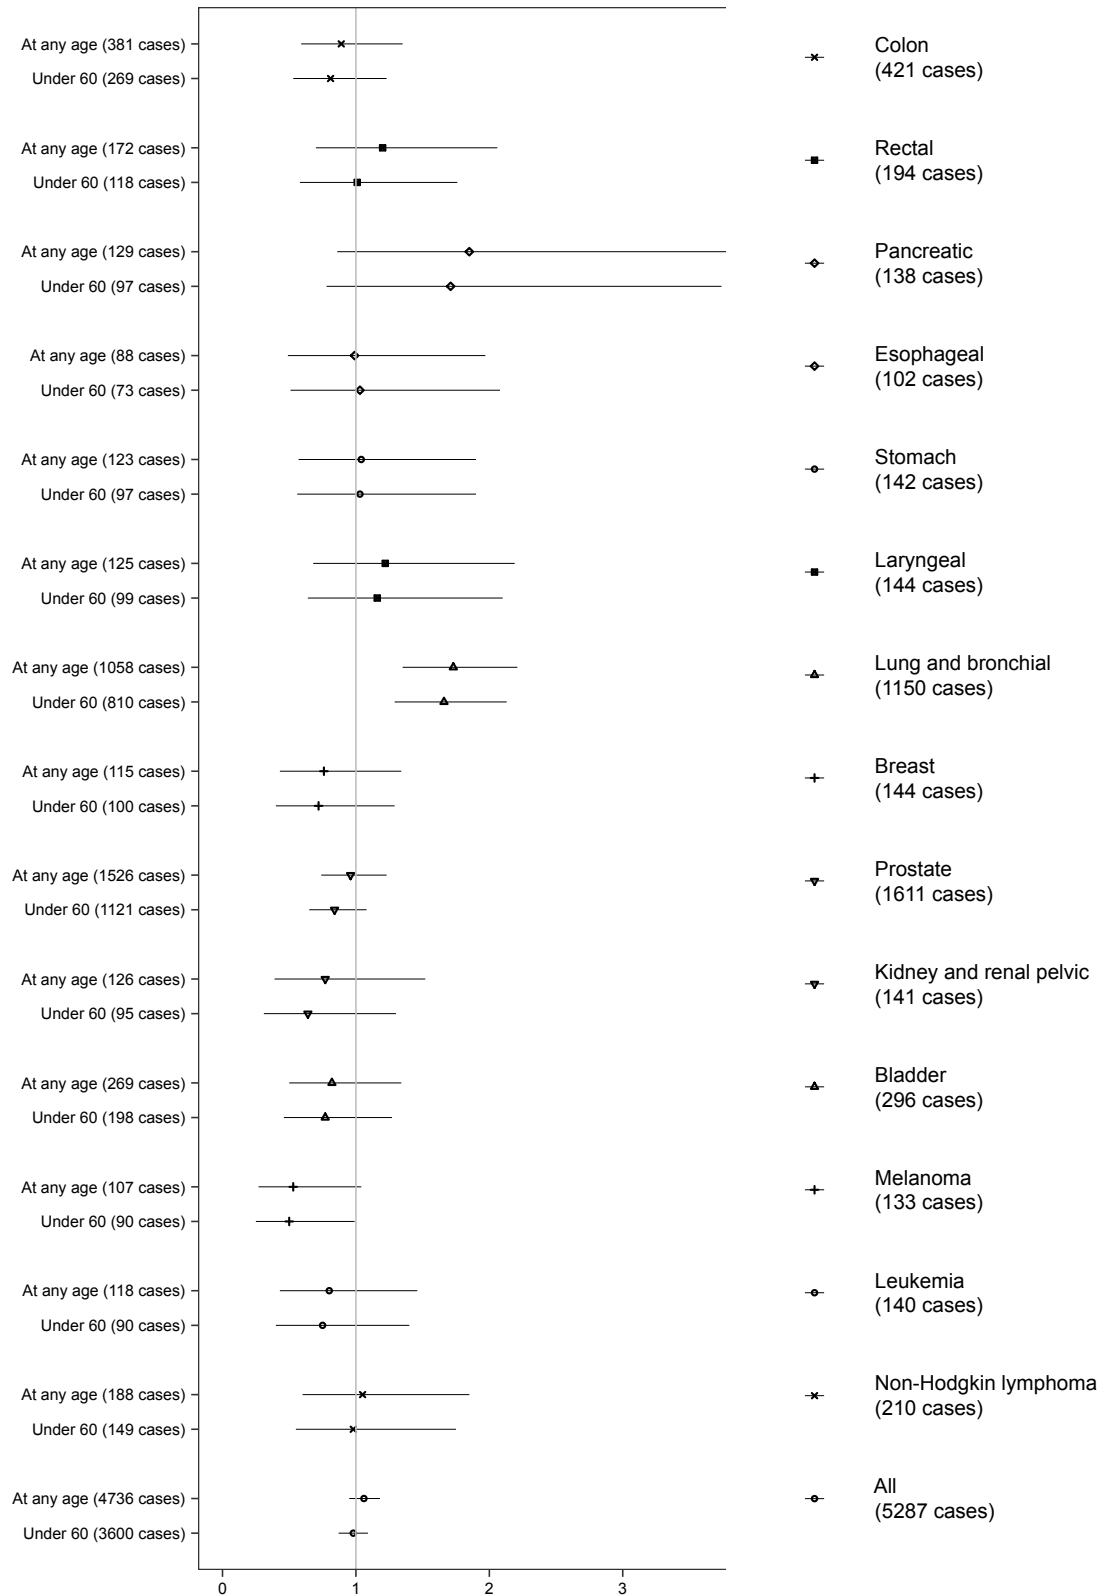 At any age (381 cases)
Under 60 (269 cases)
Colon
(421 cases)
At any age (172 cases)
Under 60 (118 cases)
Rectal
(194 cases)
At any age (129 cases)
Under 60 (97 cases)
Pancreatic
(138 cases)
At any age (88 cases)
Under 60 (73 cases)
Esophageal
(102 cases)
At any age (123 cases)
Under 60 (97 cases)
Stomach
(142 cases)
At any age (125 cases)
Under 60 (99 cases)
Laryngeal
(144 cases)
At any age (1058 cases)
Under 60 (810 cases)
Lung and bronchial
(1150 cases)
At any age (115 cases)
Under 60 (100 cases)
Breast
(144 cases)
At any age (1526 cases)
Under 60 (1121 cases)
Prostate
(1611 cases)
At any age (126 cases)
Under 60 (95 cases)
Kidney and renal pelvic
(141 cases)
At any age (269 cases)
Under 60 (198 cases)
Bladder
(296 cases)
At any age (107 cases)
Under 60 (90 cases)
Melanoma
(133 cases)
At any age (118 cases)
Under 60 (90 cases)
Leukemia
(140 cases)
At any age (188 cases)
Under 60 (149 cases)
Non-Hodgkin lymphoma
(210 cases)
At any age (4736 cases)
Under 60 (3600 cases)
All
(5287 cases)
0 1 2 3